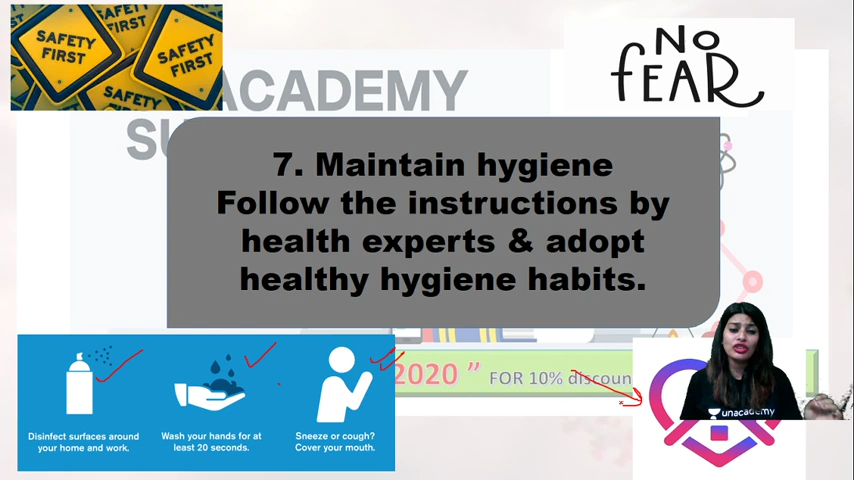 SAFETY
FIRST
SAFETY
FIRST
SAFETY
FIRST
SAFETY
NO
fEAR
ACADEMY
SU
7. Maintain hygiene
Follow the instructions by
health experts & adopt
healthy hygiene habits.
2020 ” FOR 10% discoun
Disinfect surfaces around
your home and work.
Wash your hands for at
least 20 seconds.
Sneeze or cough?
Cover your mouth.
unacademy